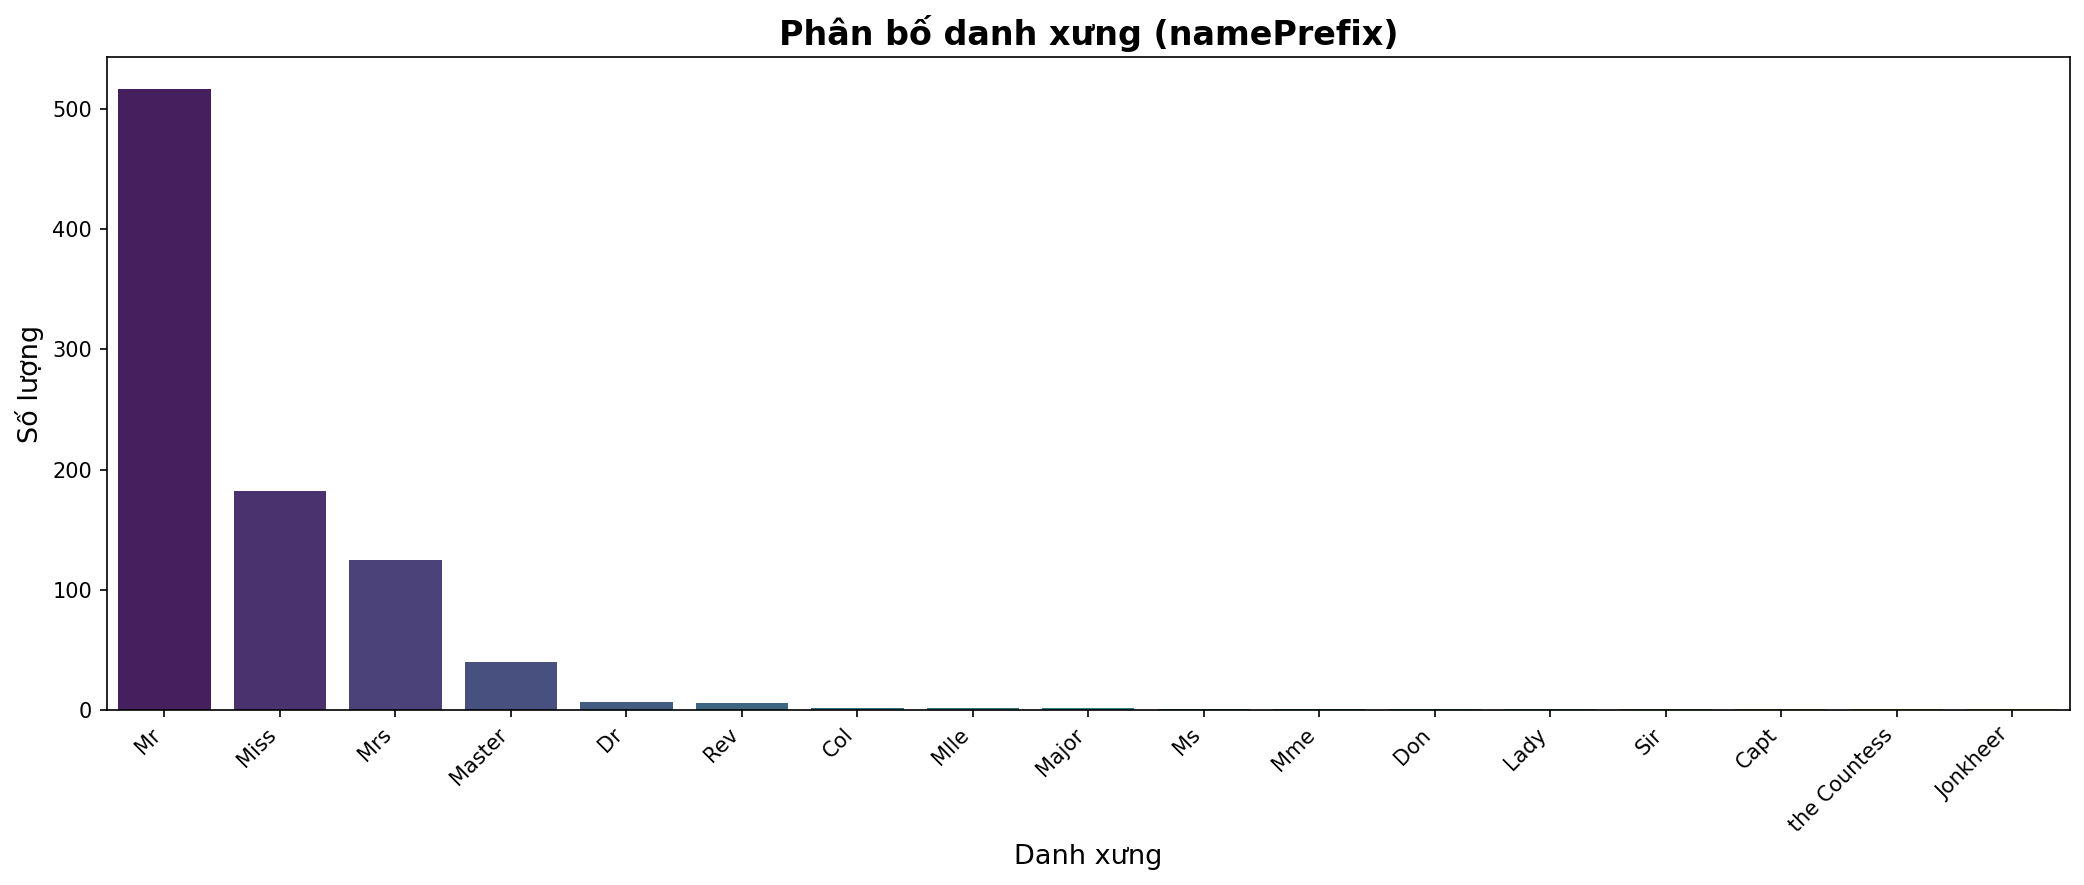 Phân bố danh xưng (namePrefix)
Số lượng
500
400
300
200
100
0
Mr
Miss
Mrs
Master
Dr
Rev
Col
Mlle
Major
Ms
Mme
Don
Lady
Sir
Capt
the Countess
Jonkheer
Danh xưng